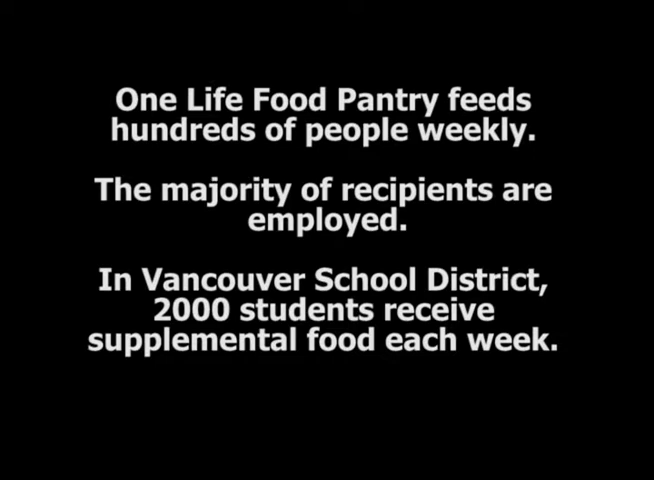 One Life Food Pantry feeds
hundreds of people weekly.
The majority of recipients are
employed.
In Vancouver School District,
2000 students receive
supplemental food each week.